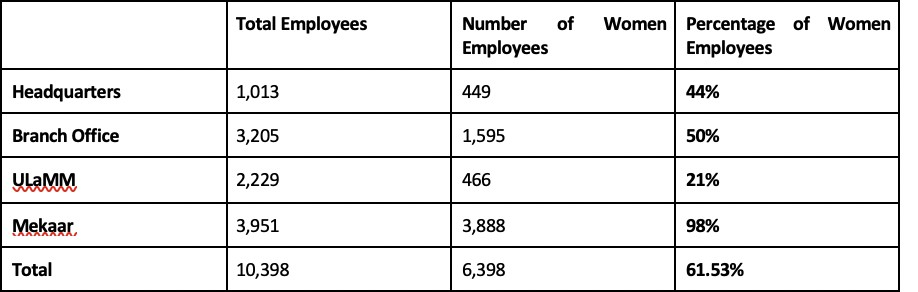 Total Employees Number of Women Employees Percentage of Women Employees
Headquarters 1,013 449 44%
Branch Office 3,205 1,595 50%
ULaMM 2,229 466 21%
Mekaar 3,951 3,888 98%
Total 10,398 6,398 61.53%